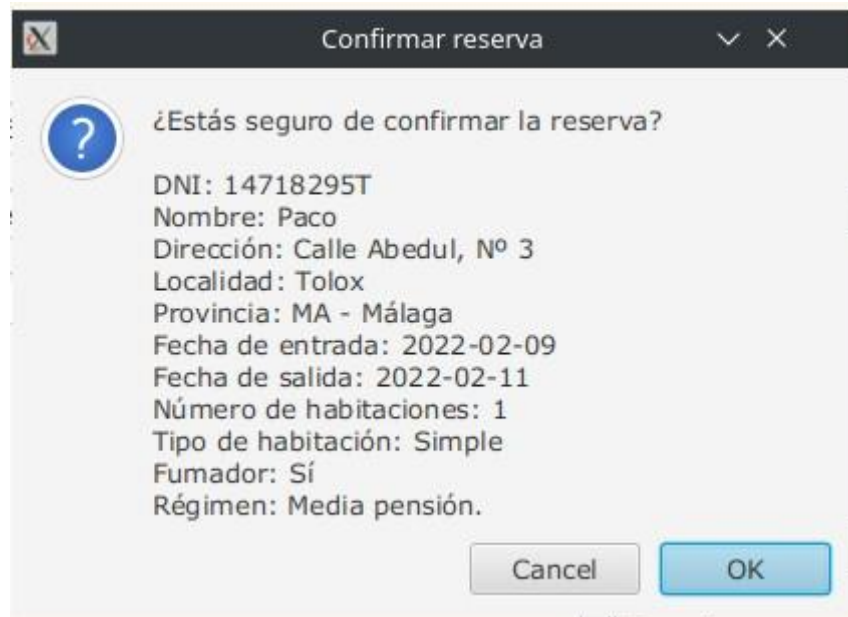 Confirmar reserva
¿Estás seguro de confirmar la reserva?
DNI: 14718295T
Nombre: Paco
Dirección: Calle Abedul, Nº 3
Localidad: Tolox
Provincia: MA - Málaga
Fecha de entrada: 2022-02-09
Fecha de salida: 2022-02-11
Número de habitaciones: 1
Tipo de habitación: Simple
Fumador: Sí
Régimen: Media pensión.
Cancel OK